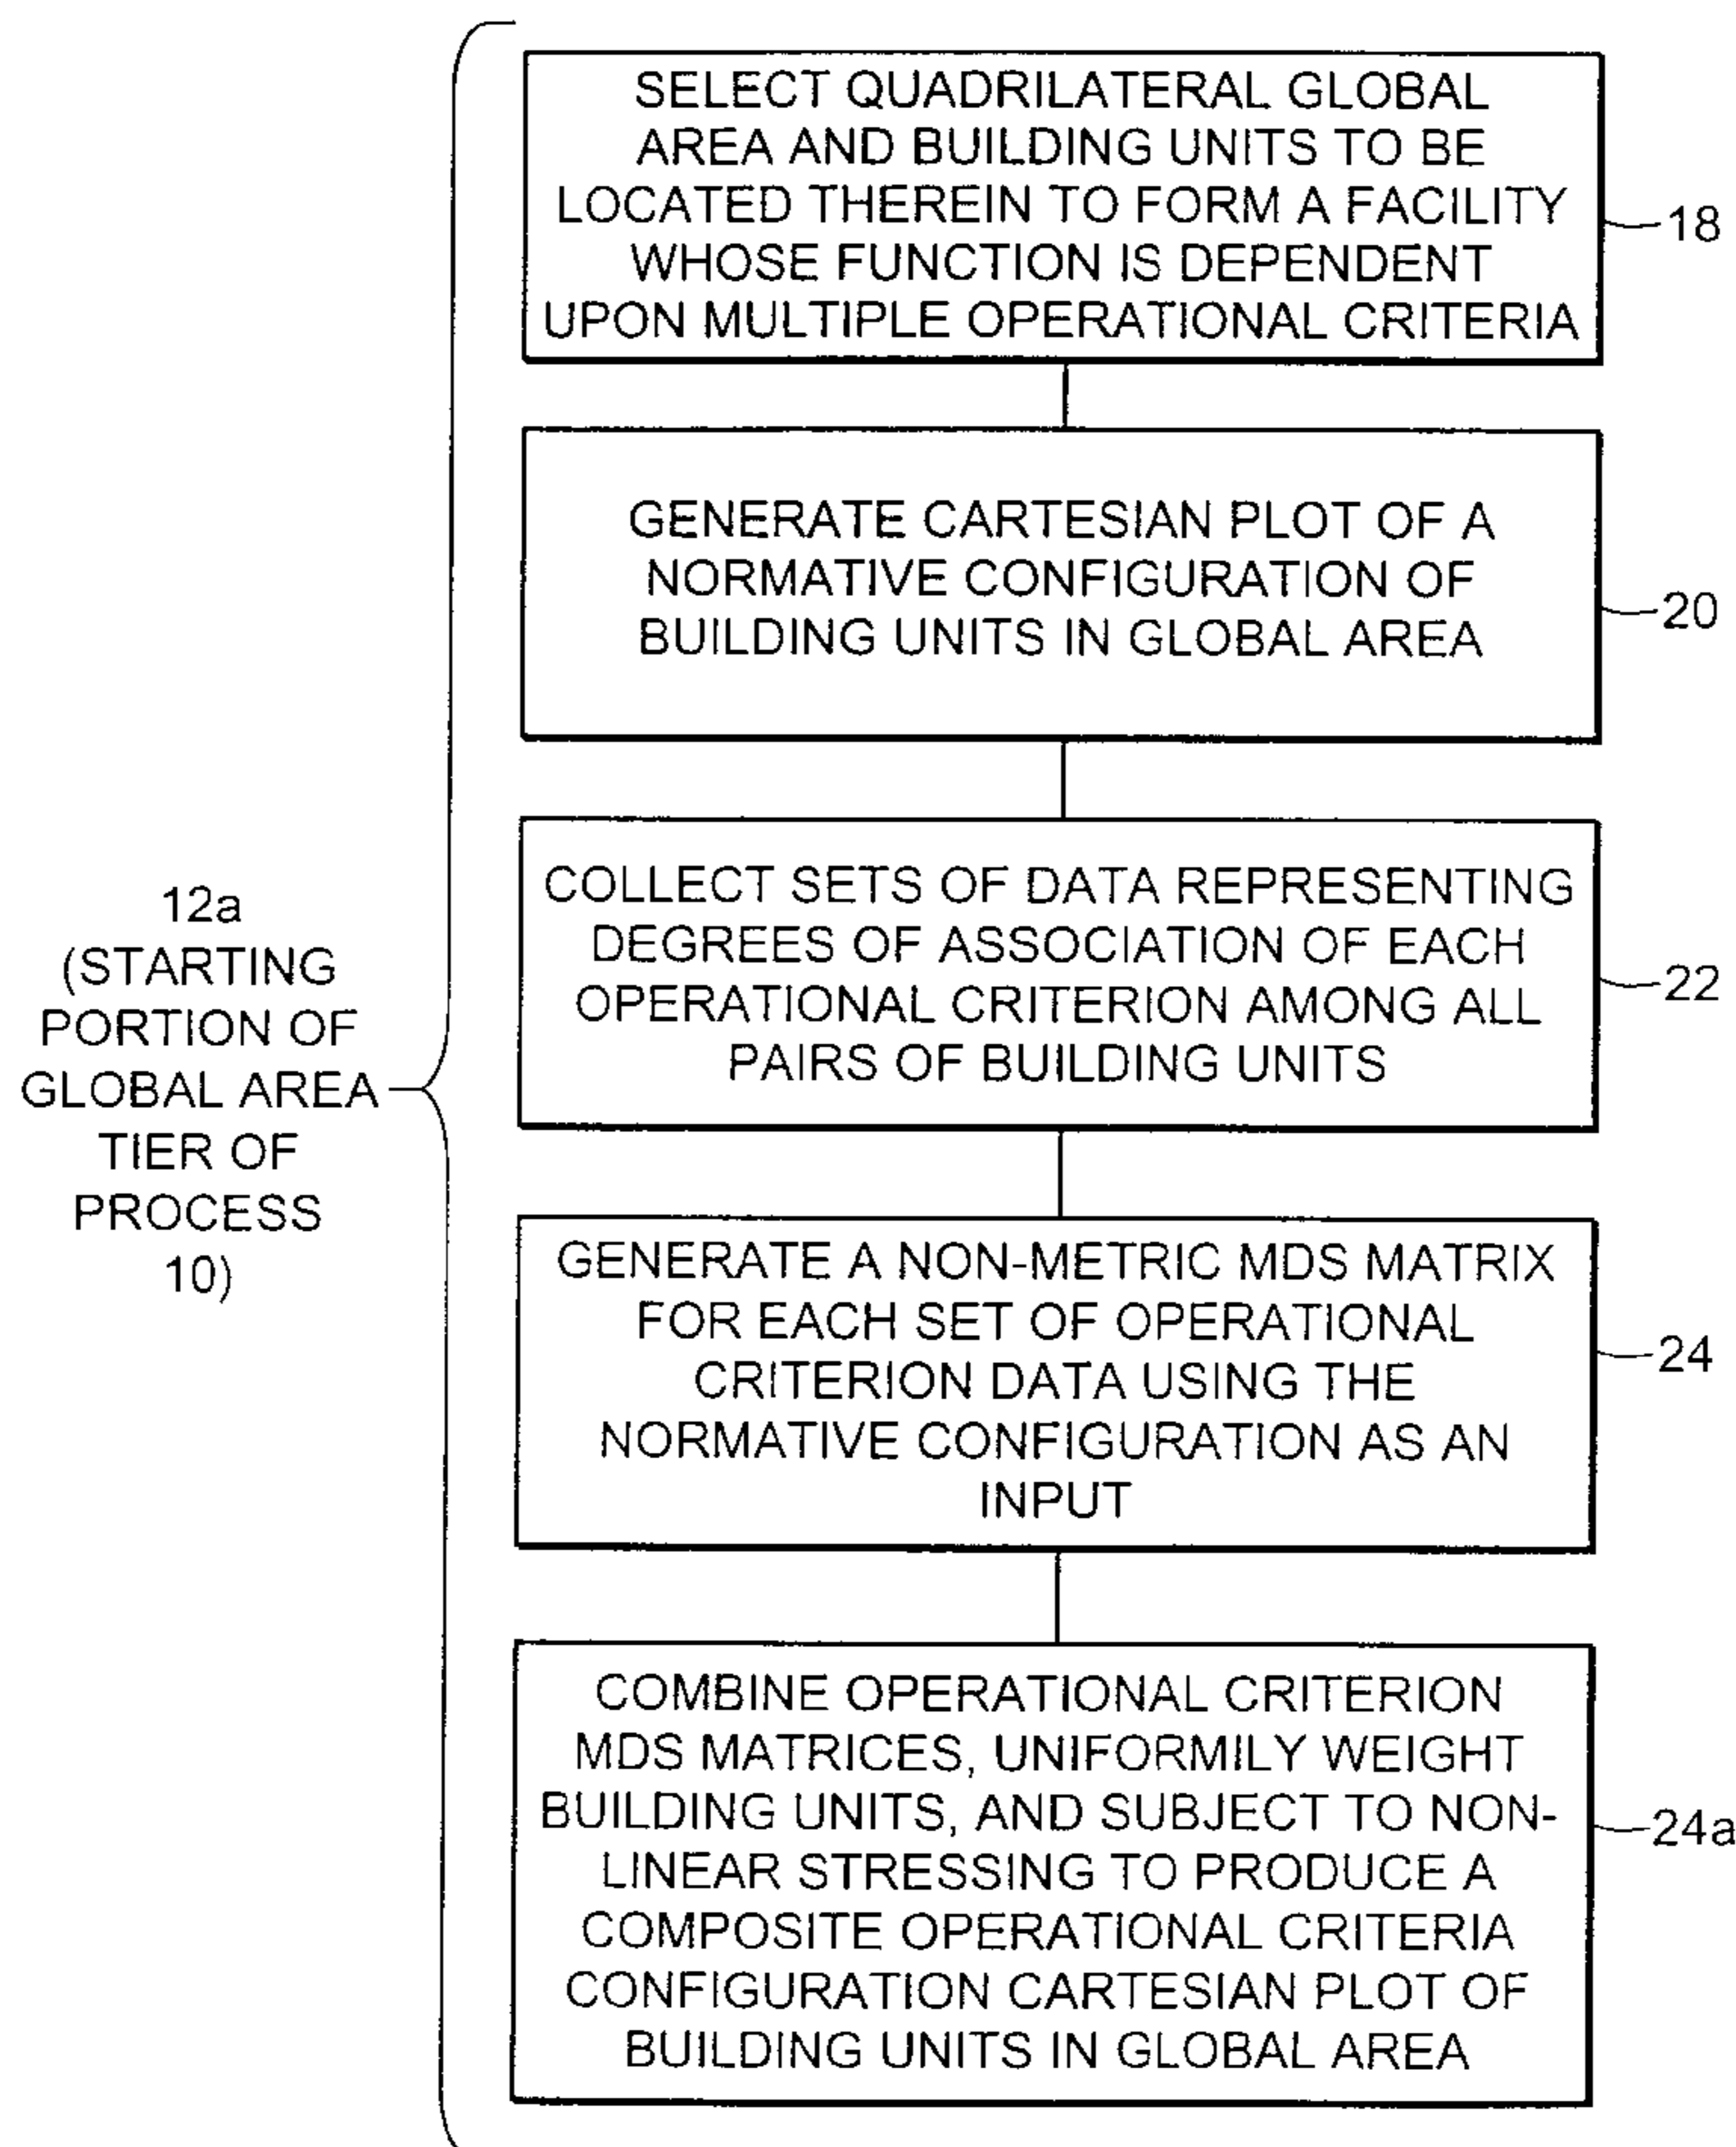 SELECT QUADRILATERAL GLOBAL
AREA AND BUILDING UNITS TO BE
LOCATED THEREIN TO FORM A FACILITY
WHOSE FUNCTION IS DEPENDENT
UPON MULTIPLE OPERATIONAL CRITERIA
18
GENERATE CARTESIAN PLOT OF A
NORMATIVE CONFIGURATION OF
BUILDING UNITS IN GLOBAL AREA
20
COLLECT SETS OF DATA REPRESENTING
DEGREES OF ASSOCIATION OF EACH
OPERATIONAL CRITERION AMONG ALL
PAIRS OF BUILDING UNITS
22
12a
(STARTING
PORTION OF
GLOBAL AREA
TIER OF
PROCESS
10)
GENERATE A NON-METRIC MDS MATRIX
FOR EACH SET OF OPERATIONAL
CRITERION DATA USING THE
NORMATIVE CONFIGURATION AS AN
INPUT
24
COMBINE OPERATIONAL CRITERION
MDS MATRICES, UNIFORMILY WEIGHT
BUILDING UNITS, AND SUBJECT TO NON-
LINEAR STRESSING TO PRODUCE A
COMPOSITE OPERATIONAL CRITERIA
CONFIGURATION CARTESIAN PLOT OF
BUILDING UNITS IN GLOBAL AREA
24a